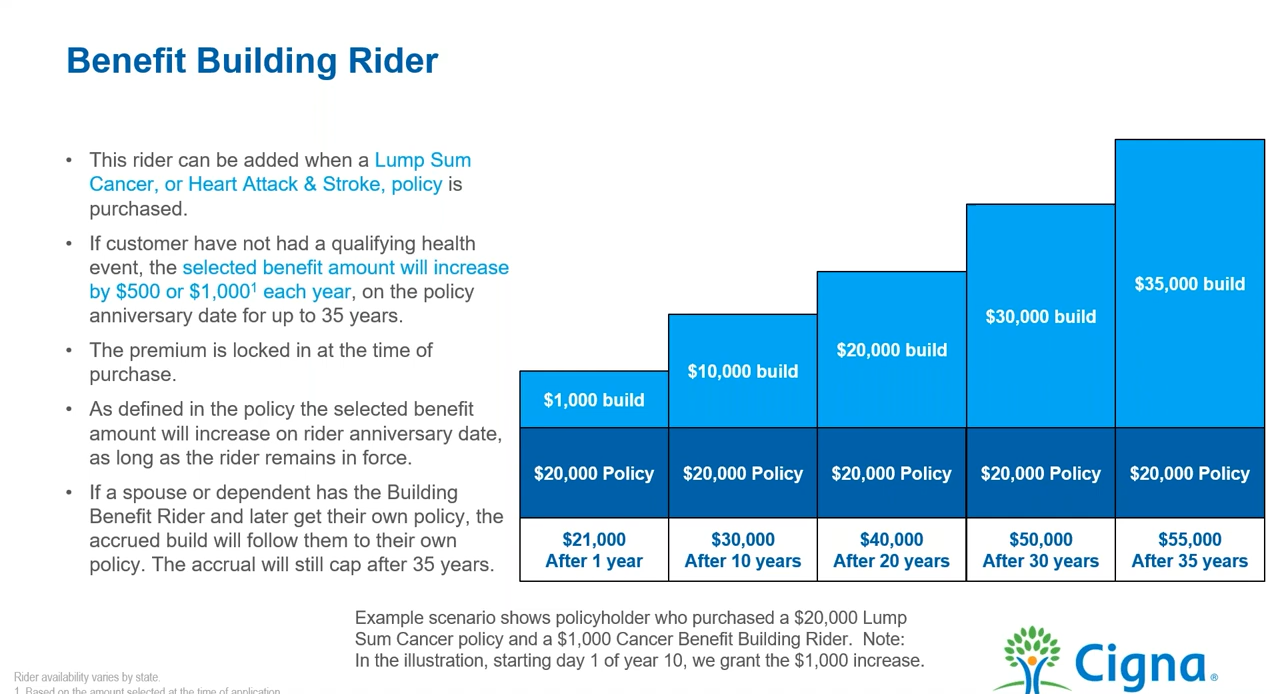 Benefit Building Rider
• This rider can be added when a Lump Sum
Cancer, or Heart Attack & Stroke, policy is
purchased.
• If customer have not had a qualifying health
event, the selected benefit amount will increase
by $500 or $1,000¹ each year, on the policy
anniversary date for up to 35 years.
• The premium is locked in at the time of
purchase.
• As defined in the policy the selected benefit
amount will increase on rider anniversary date,
as long as the rider remains in force.
• If a spouse or dependent has the Building
Benefit Rider and later get their own policy, the
accrued build will follow them to their own
policy. The accrual will still cap after 35 years.
$1,000 build
$10,000 build
$20,000 build
$30,000 build
$35,000 build
$20,000 Policy
$20,000 Policy
$20,000 Policy
$20,000 Policy
$20,000 Policy
$21,000
After 1 year
$30,000
After 10 years
$40,000
After 20 years
$50,000
After 30 years
$55,000
After 35 years
Example scenario shows policyholder who purchased a $20,000 Lump
Sum Cancer policy and a $1,000 Cancer Benefit Building Rider. Note:
In the illustration, starting day 1 of year 10, we grant the $1,000 increase.
Cigna®
Rider availability varies by state.
1. Based on the amount selected at the time of application